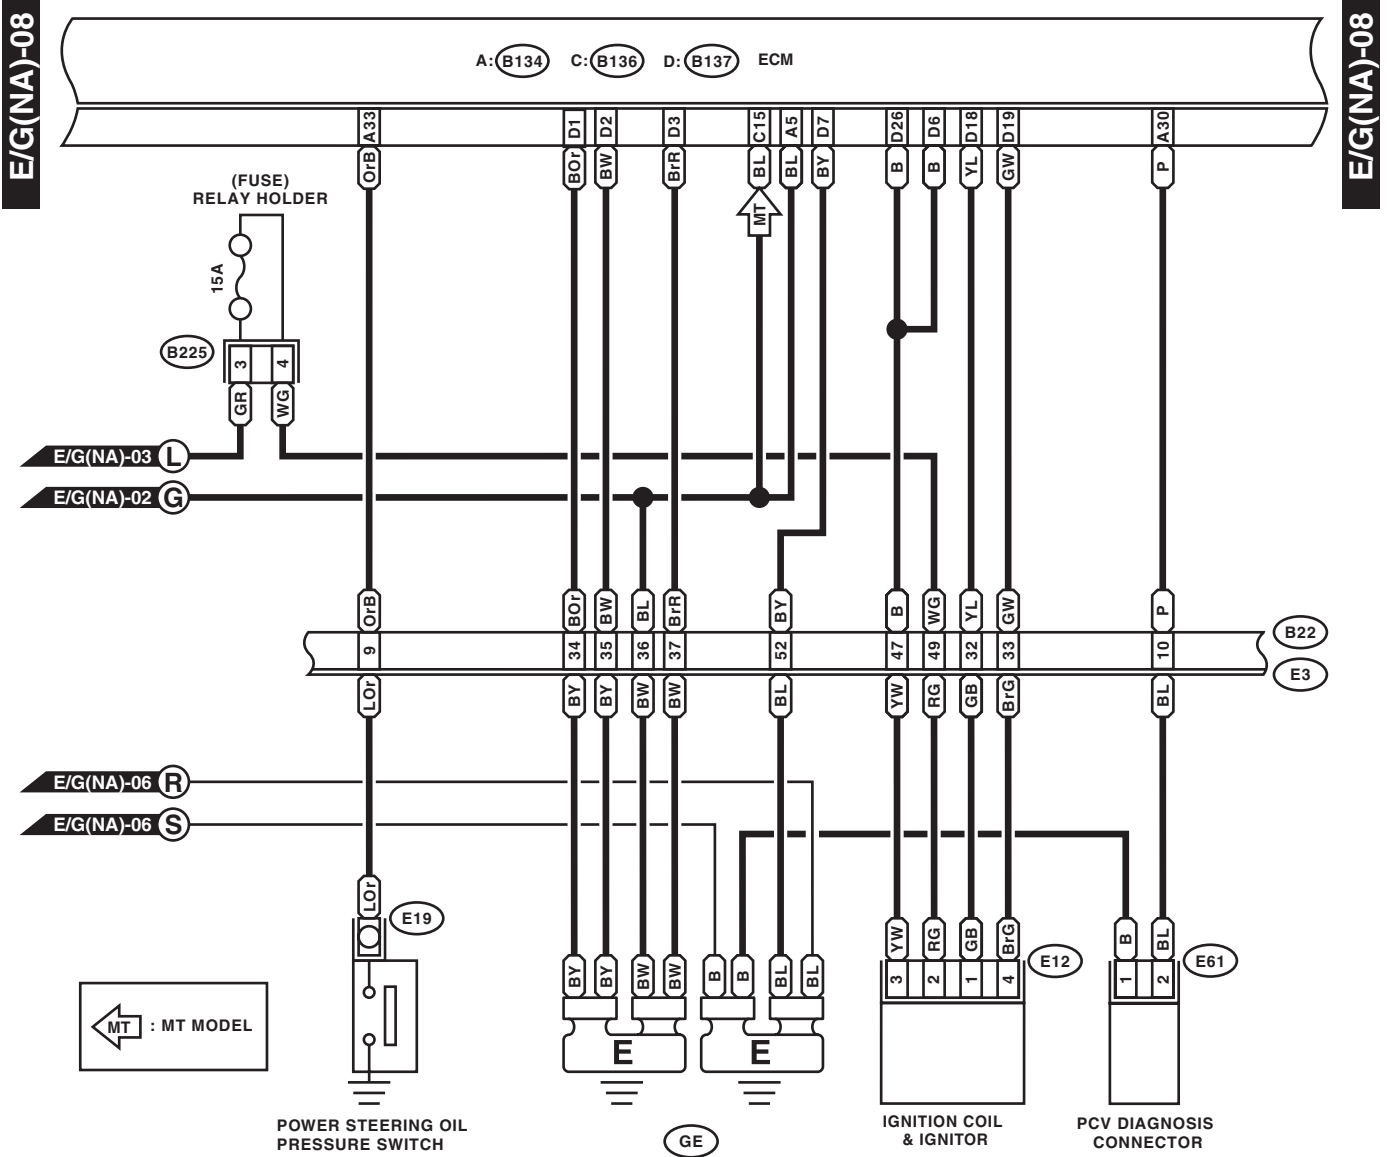 E/G(NA)-08
E/G(NA)-08
A: B134 C: B136 D: B137 ECM
A33 D1 D2 D3 C15 A5 D7 D26 D6 D18 D19 A30
OrB BOr BW BrR BL BL BY B B YL GW P
(FUSE)
RELAY HOLDER
MT
15A
B225
3 4
GR WG
E/G(NA)-03 L
E/G(NA)-02 G
OrB BOr BW BL BrR BY B WG YL GW P
9 34 35 36 37 52 47 49 32 33 10
B22
E3
LOr BY BY BW BW BL YW RG GB BrG BL
E/G(NA)-06 R
E/G(NA)-06 S
LOr
E19
YW RG GB BrG
B BL
BY BY BW BW B B BL BL
3 2 1 4
E12
1 2
E61
MT : MT MODEL
E E
POWER STEERING OIL
PRESSURE SWITCH
GE
IGNITION COIL
& IGNITOR
PCV DIAGNOSIS
CONNECTOR